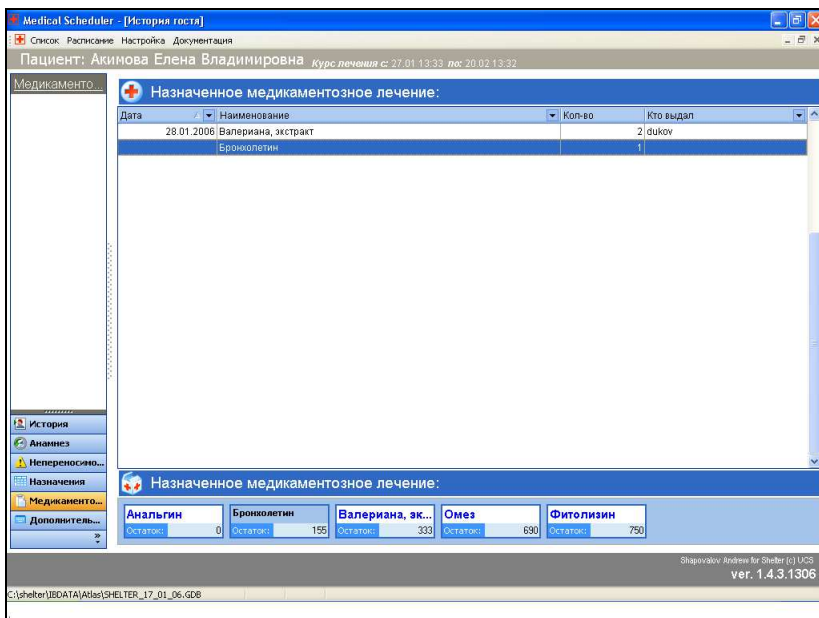 Medical Scheduler - [История гостя]
Список Расписание Настройка Документация
Пациент: Акимова Елена Владимировна Курс лечения с: 27.01 13:33 по: 20.02 13:32
Медикаменто...
Назначенное медикаментозное лечение:
Дата Наименование Кол-во Кто выдал
28.01.2006 Валериана, экстракт 2 dukov
Бронхолетин 1
История
Анамнез
Непереносимо...
Назначения
Медикаменто...
Дополнитель...
Назначенное медикаментозное лечение:
Анальгин Бронхолетин Валериана, эк... Омез Фитолизин
Остаток: 0 Остаток: 155 Остаток: 333 Остаток: 690 Остаток: 750
Shapovalov Andrew for Shelter (c) UCS
ver. 1.4.3.1306
C:\shelter\IBDATA\Atlas\SHELTER_17_01_06.GDB